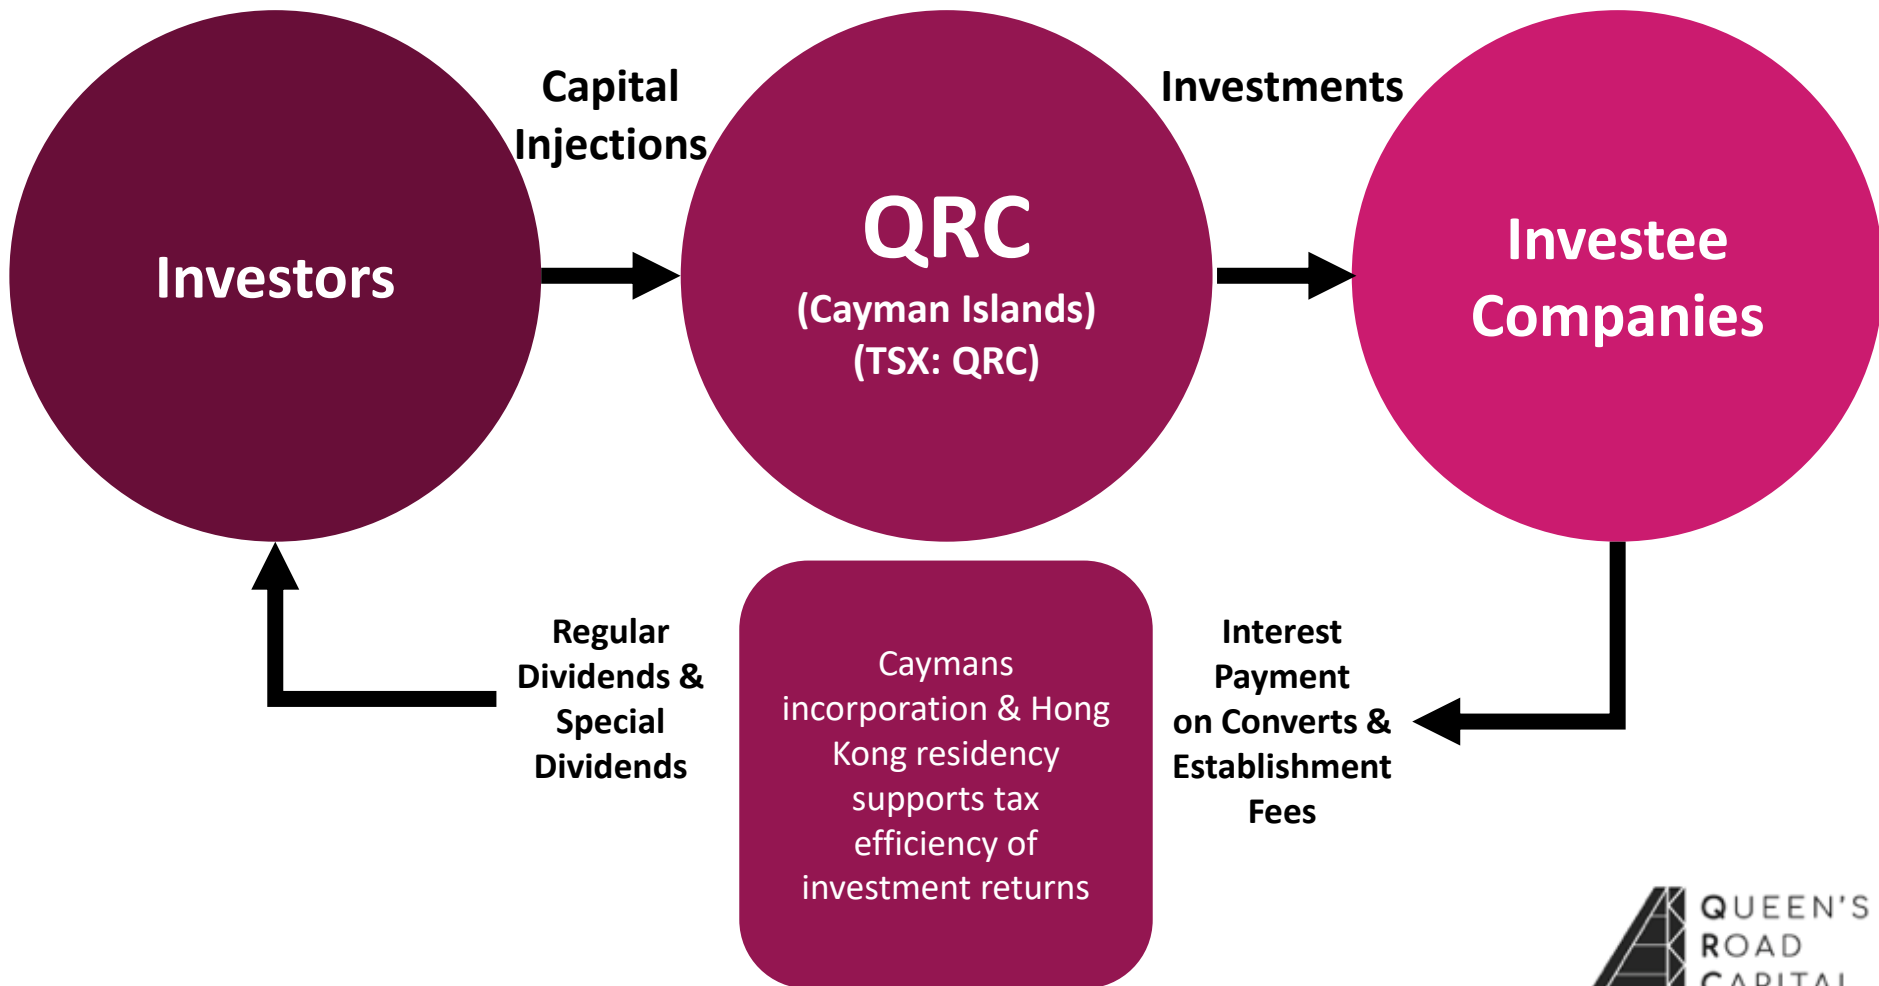 Investors
Capital
Injections
QRC
(Cayman Islands)
(TSX: QRC)
Investments
Investee
Companies
Regular
Dividends &
Special
Dividends
Caymans
incorporation & Hong
Kong residency
supports tax
efficiency of
investment returns
Interest
Payment
on Converts &
Establishment
Fees
QUEEN'S
ROAD
CAPITAL